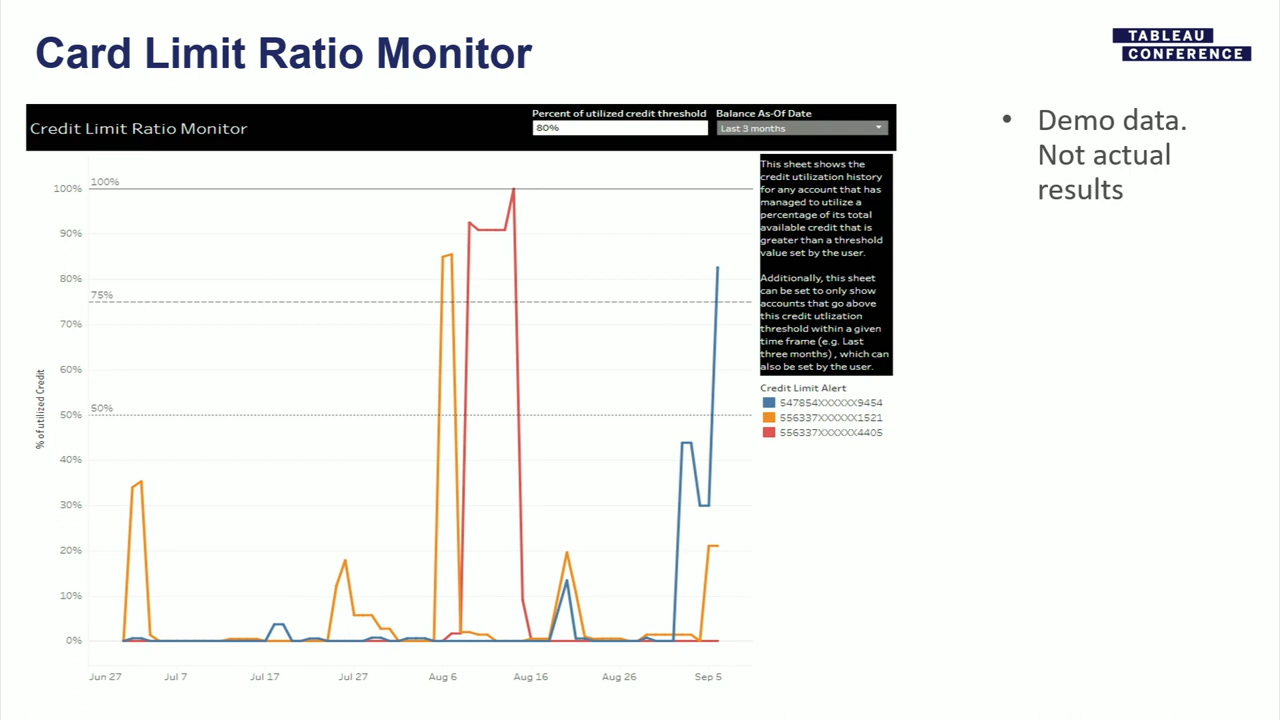 Card Limit Ratio Monitor
TABLEAU
CONFERENCE
Credit Limit Ratio Monitor
Percent of utilized credit threshold
80%
Balance As-Of Date
Last 3 months
• Demo data.
Not actual
results
This sheet shows the
credit utilization history
for any account that has
managed to utilize a
percentage of its total
available credit that is
greater than a threshold
value set by the user.
Additionally, this sheet
can be set to only show
accounts that go above
this credit utlization
threshold within a given
time frame (e.g. Last
three months) , which can
also be set by the user.
Credit Limit Alert
547854XXXXXX9454
556337XXXXXX1521
556337XXXXXX4405
% of utilized Credit
100%
90%
80%
70%
60%
50%
40%
30%
20%
10%
0%
100%
75%
50%
Jun 27 Jul 7 Jul 17 Jul 27 Aug 6 Aug 16 Aug 26 Sep 5